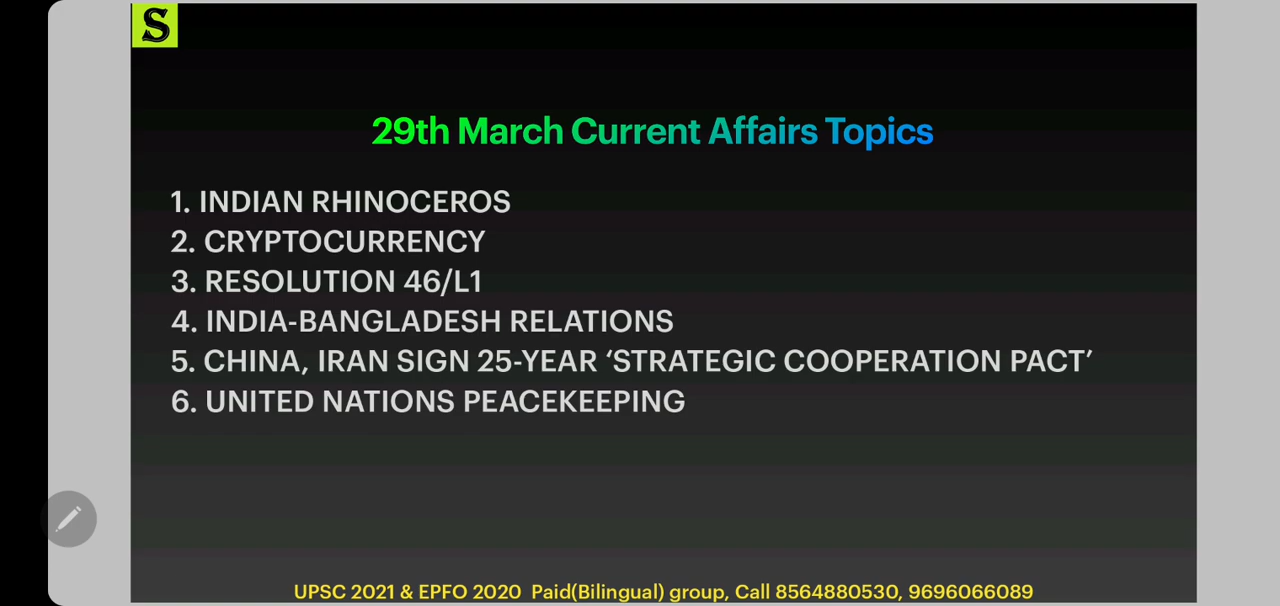 S
29th March Current Affairs Topics
1. INDIAN RHINOCEROS
2. CRYPTOCURRENCY
3. RESOLUTION 46/L1
4. INDIA-BANGLADESH RELATIONS
5. CHINA, IRAN SIGN 25-YEAR ‘STRATEGIC COOPERATION PACT’
6. UNITED NATIONS PEACEKEEPING
UPSC 2021 & EPFO 2020 Paid(Bilingual) group, Call 8564880530, 9696066089